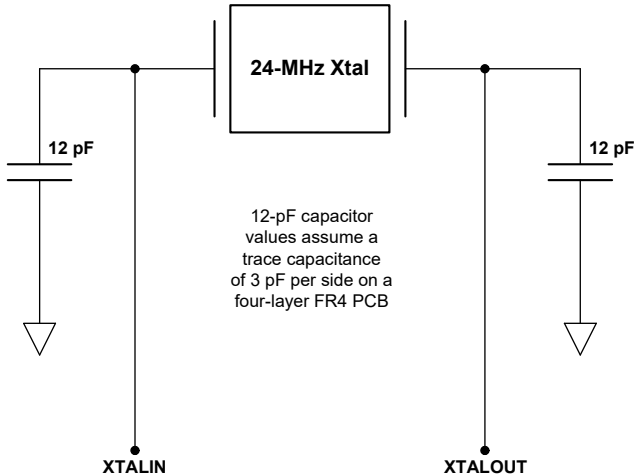 24-MHz Xtal
12 pF
12 pF
12-pF capacitor
values assume a
trace capacitance
of 3 pF per side on a
four-layer FR4 PCB
XTALIN
XTALOUT